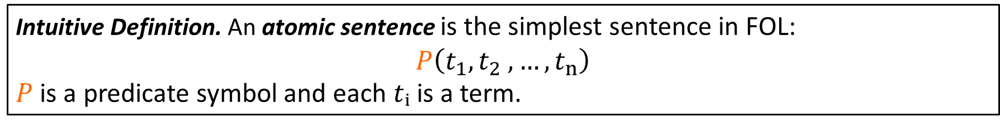 Intuitive Definition. An atomic sentence is the simplest sentence in FOL:
P(t₁, t₂ , … , tₙ)
P is a predicate symbol and each tᵢ is a term.